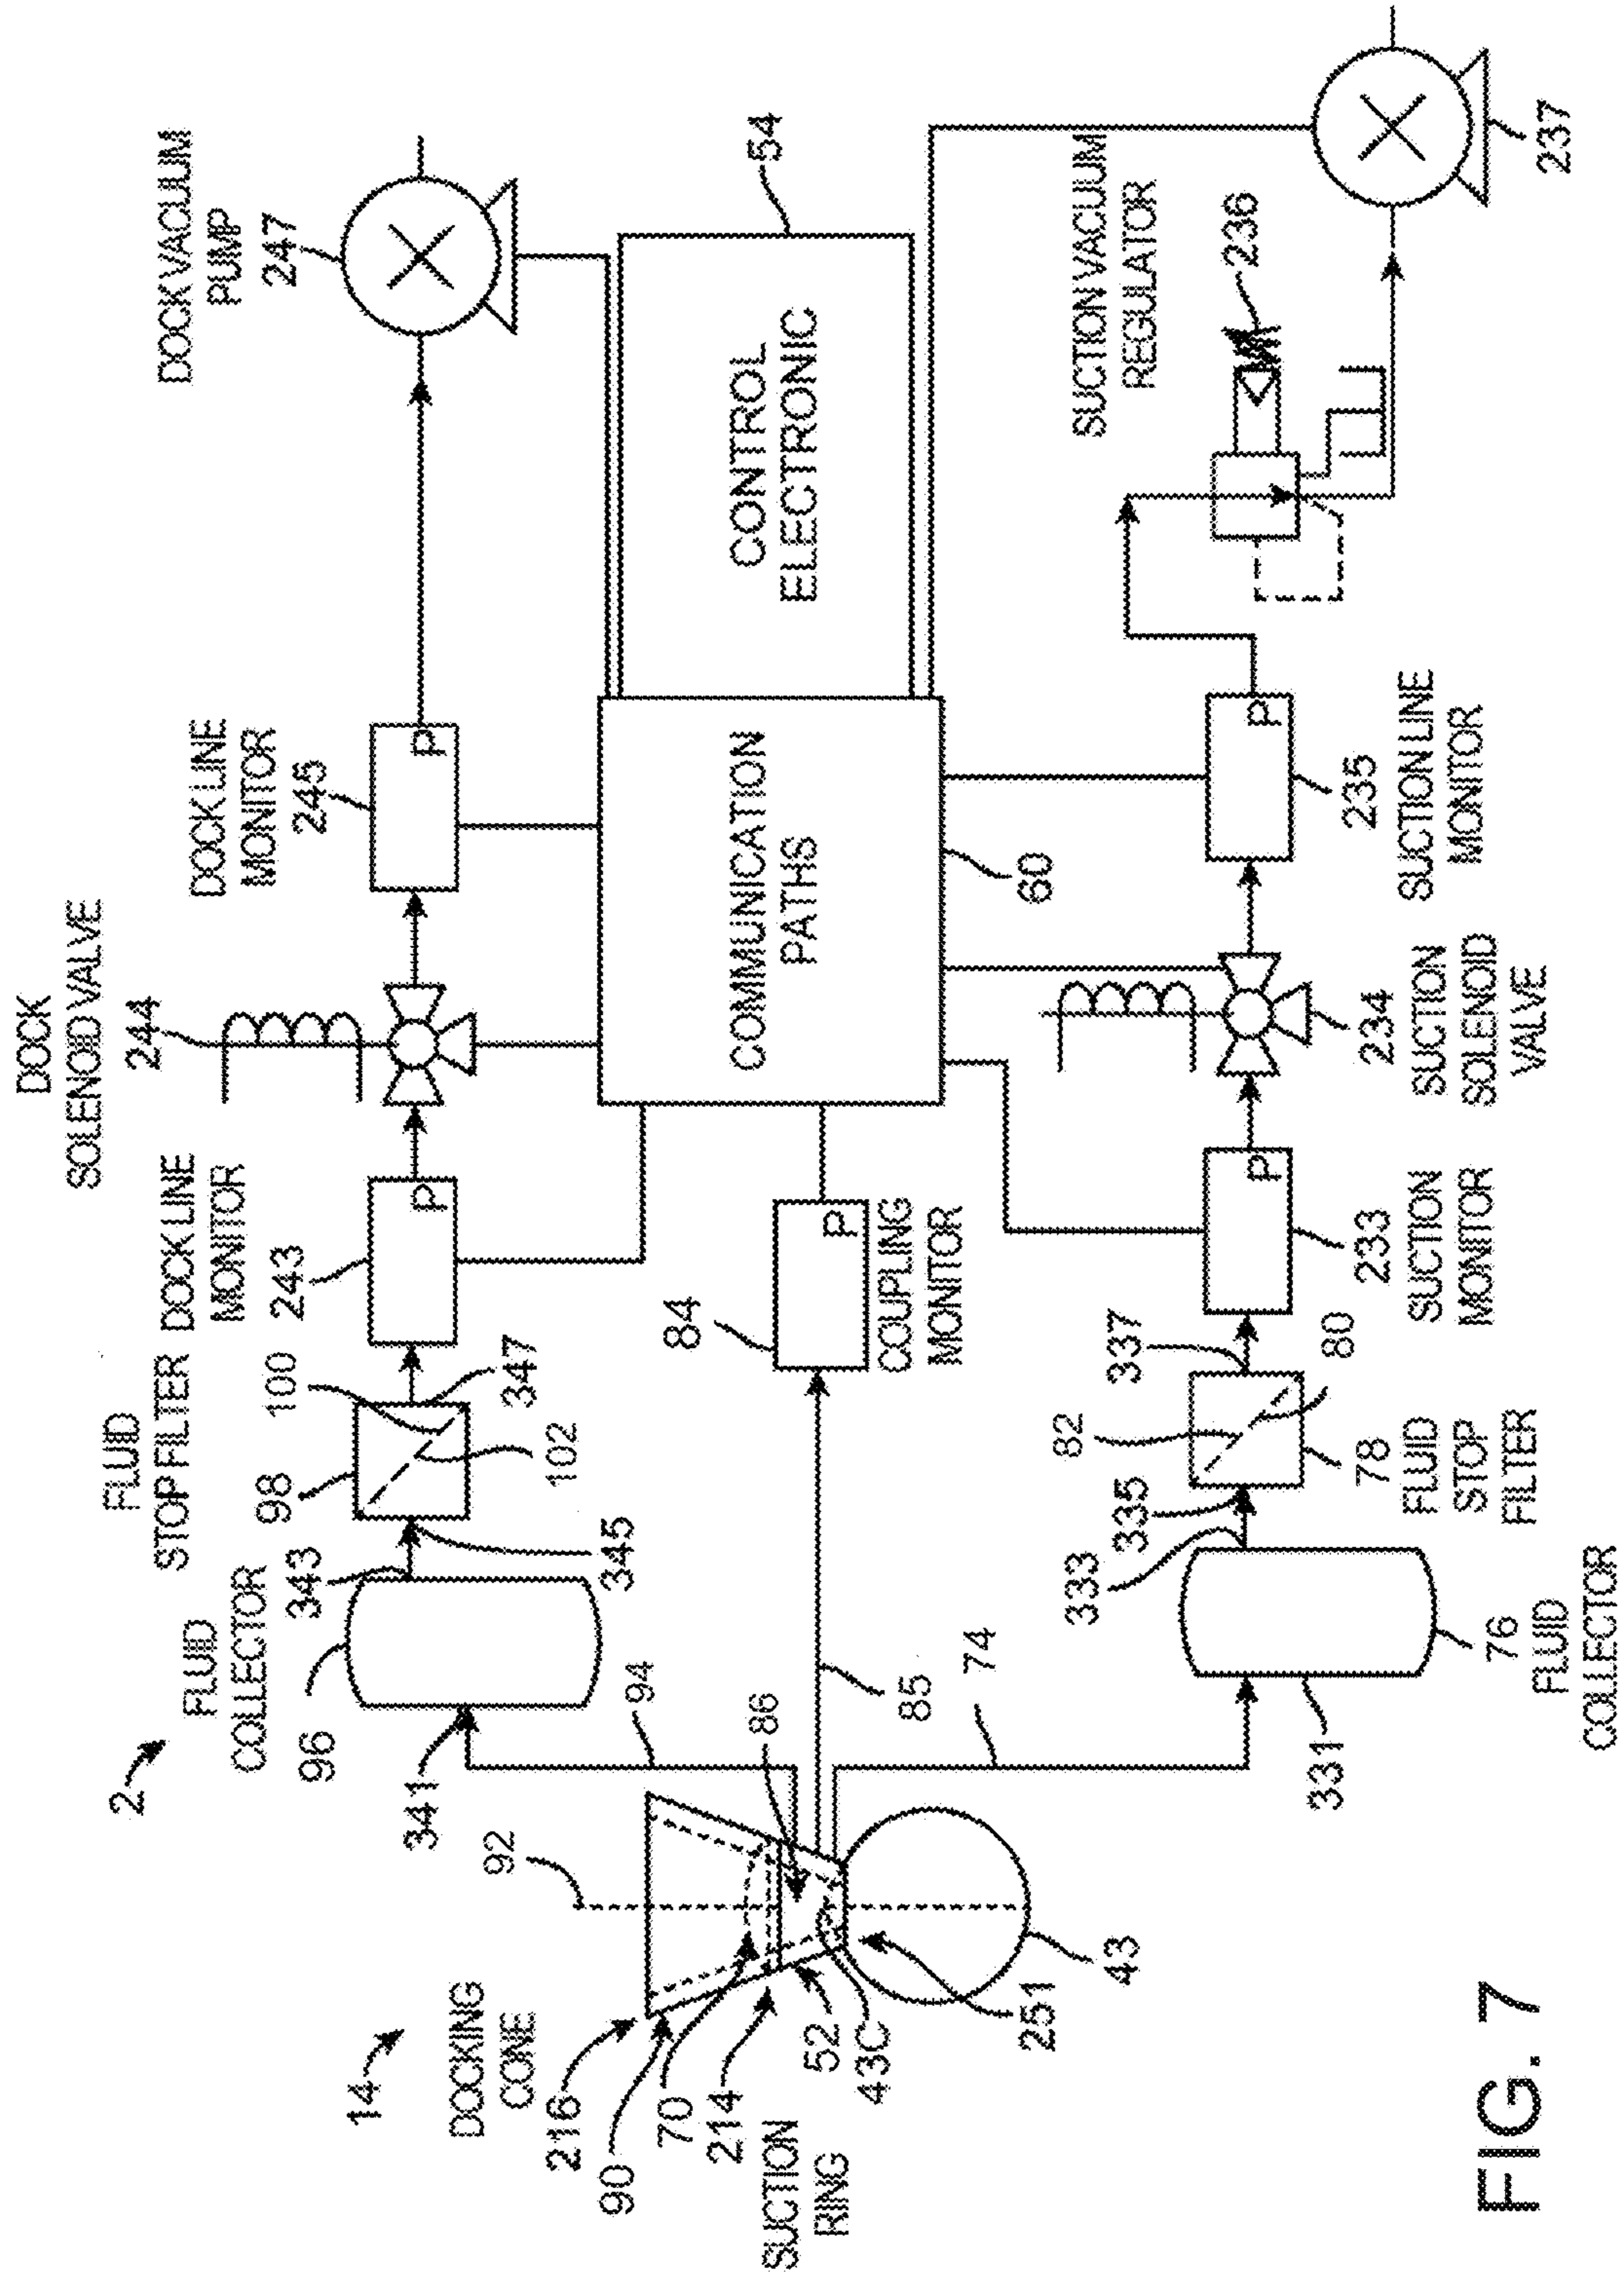 2
14
DOCK
SOLENOID VALVE
244
DOCK VACUUM
PUMP
247
DOCK LINE
MONITOR
245
DOCK LINE
MONITOR
243
FLUID
STOP FILTER
98
100
102
347
345
343
FLUID
COLLECTOR
96
341
94
92
DOCKING
CONE
216
90
70
214
SUCTION
RING
52
43C
251
43
86
85
74
84
P
COUPLING
MONITOR
P
P
COMMUNICATION
PATHS
60
CONTROL
ELECTRONIC
54
SUCTION VACUUM
REGULATOR
236
237
P
235
SUCTION LINE
MONITOR
234
SUCTION
SOLENOID
VALVE
P
233
SUCTION
MONITOR
337
80
82
335
333
78
FLUID
STOP
FILTER
331
76
FLUID
COLLECTOR
FIG. 7